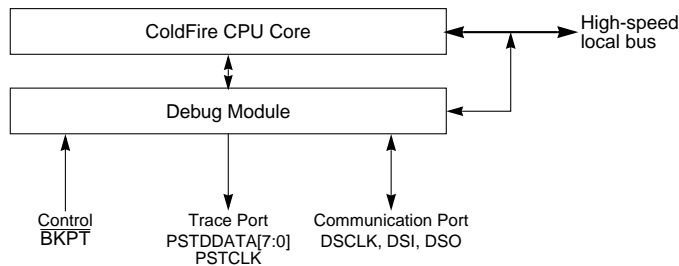 ColdFire CPU Core
High-speed
local bus
Debug Module
Control
BKPT
Trace Port
PSTDDATA[7:0]
PSTCLK
Communication Port
DSCLK, DSI, DSO